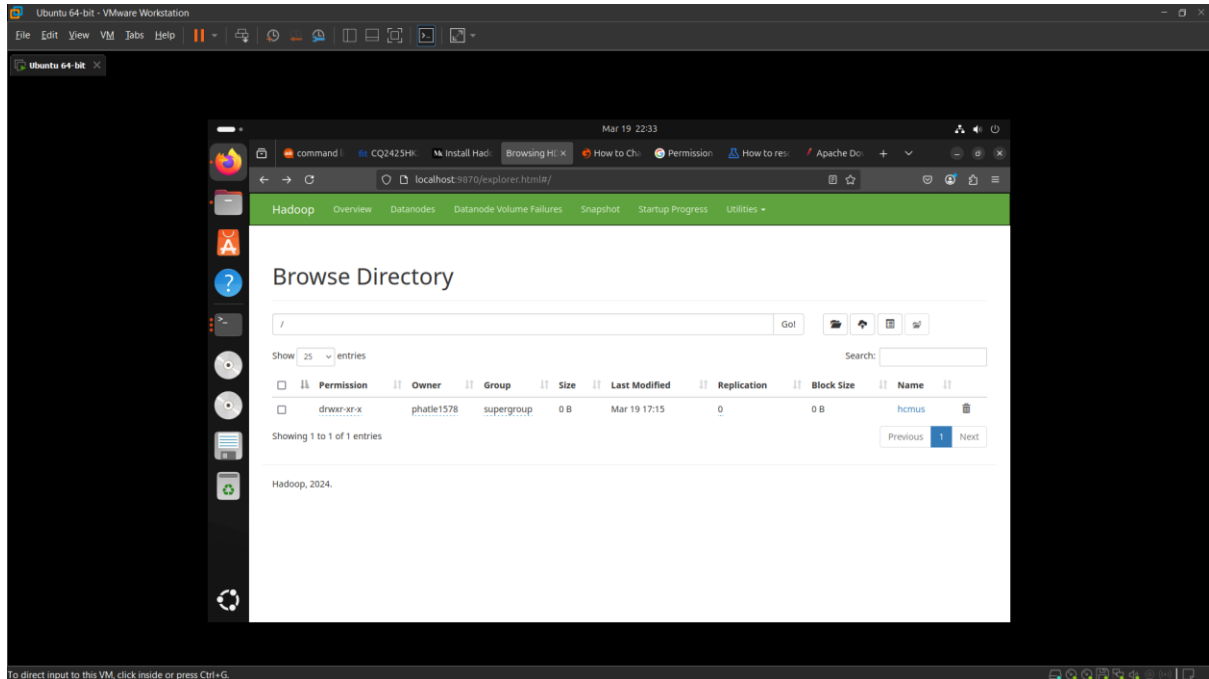 Ubuntu 64-bit - VMware Workstation
File Edit View VM Tabs Help
Ubuntu 64-bit
Mar 19 22:33
command l CQ2425HK Install Hado Browsing HD How to Cha Permission How to reso Apache Dov
localhost:9870/explorer.html#/
Hadoop Overview Datanodes Datanode Volume Failures Snapshot Startup Progress Utilities
Browse Directory
/ Go!
Show 25 entries Search:
Permission Owner Group Size Last Modified Replication Block Size Name
drwxr-xr-x phatle1578 supergroup 0 B Mar 19 17:15 0 0 B hcmus
Showing 1 to 1 of 1 entries Previous 1 Next
Hadoop, 2024.
To direct input to this VM, click inside or press Ctrl+G.